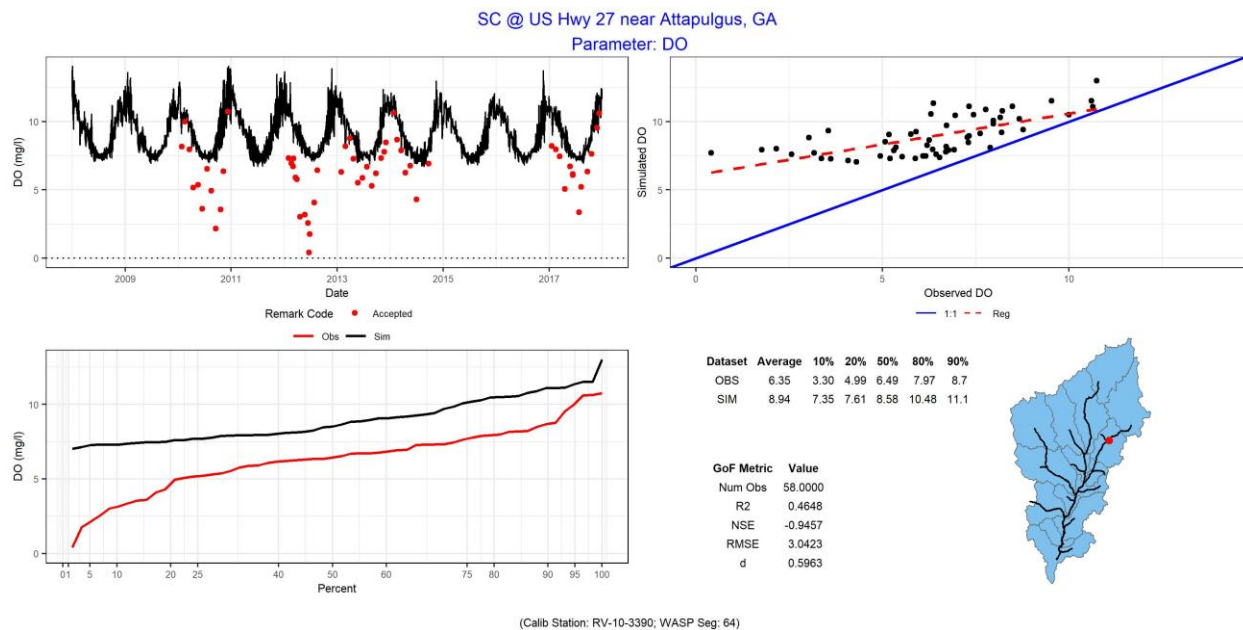 SC @ US Hwy 27 near Attapulgus, GA
Parameter: DO
DO (mg/l)
10
5
0
2009 2011 2013 2015 2017
Date
Remark Code Accepted
Simulated DO
10
5
0
0 5 10
Observed DO
1:1 Reg
Obs Sim
DO (mg/l)
10
5
0
0 1 5 10 20 25 40 60 75 80 90 95 100
Percent
Dataset Average 10% 20% 50% 80% 90%
OBS 6.35 3.30 4.99 6.49 7.97 8.7
SIM 8.94 7.35 7.61 8.58 10.48 11.1
GoF Metric Value
Num Obs 58.0000
R2 0.4648
NSE -0.9457
RMSE 3.0423
d 0.5963
(Calib Station: RV-10-3390; WASP Seg: 64)